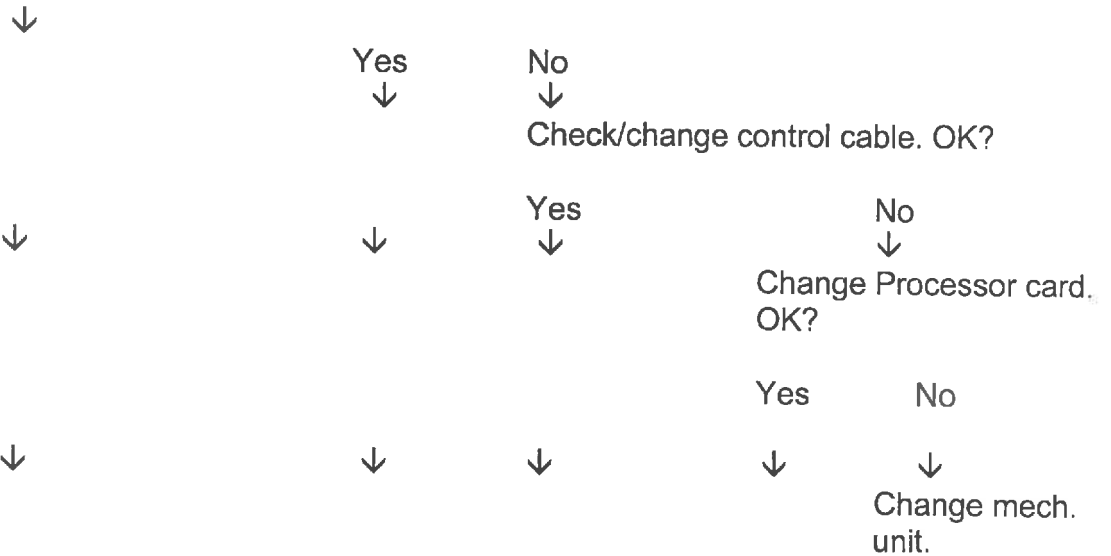 ↓
Yes No
↓ ↓
Check/change control cable. OK?
Yes No
↓ ↓ ↓ ↓
Change Processor card.
OK?
Yes No
↓ ↓ ↓ ↓ ↓
Change mech.
unit.